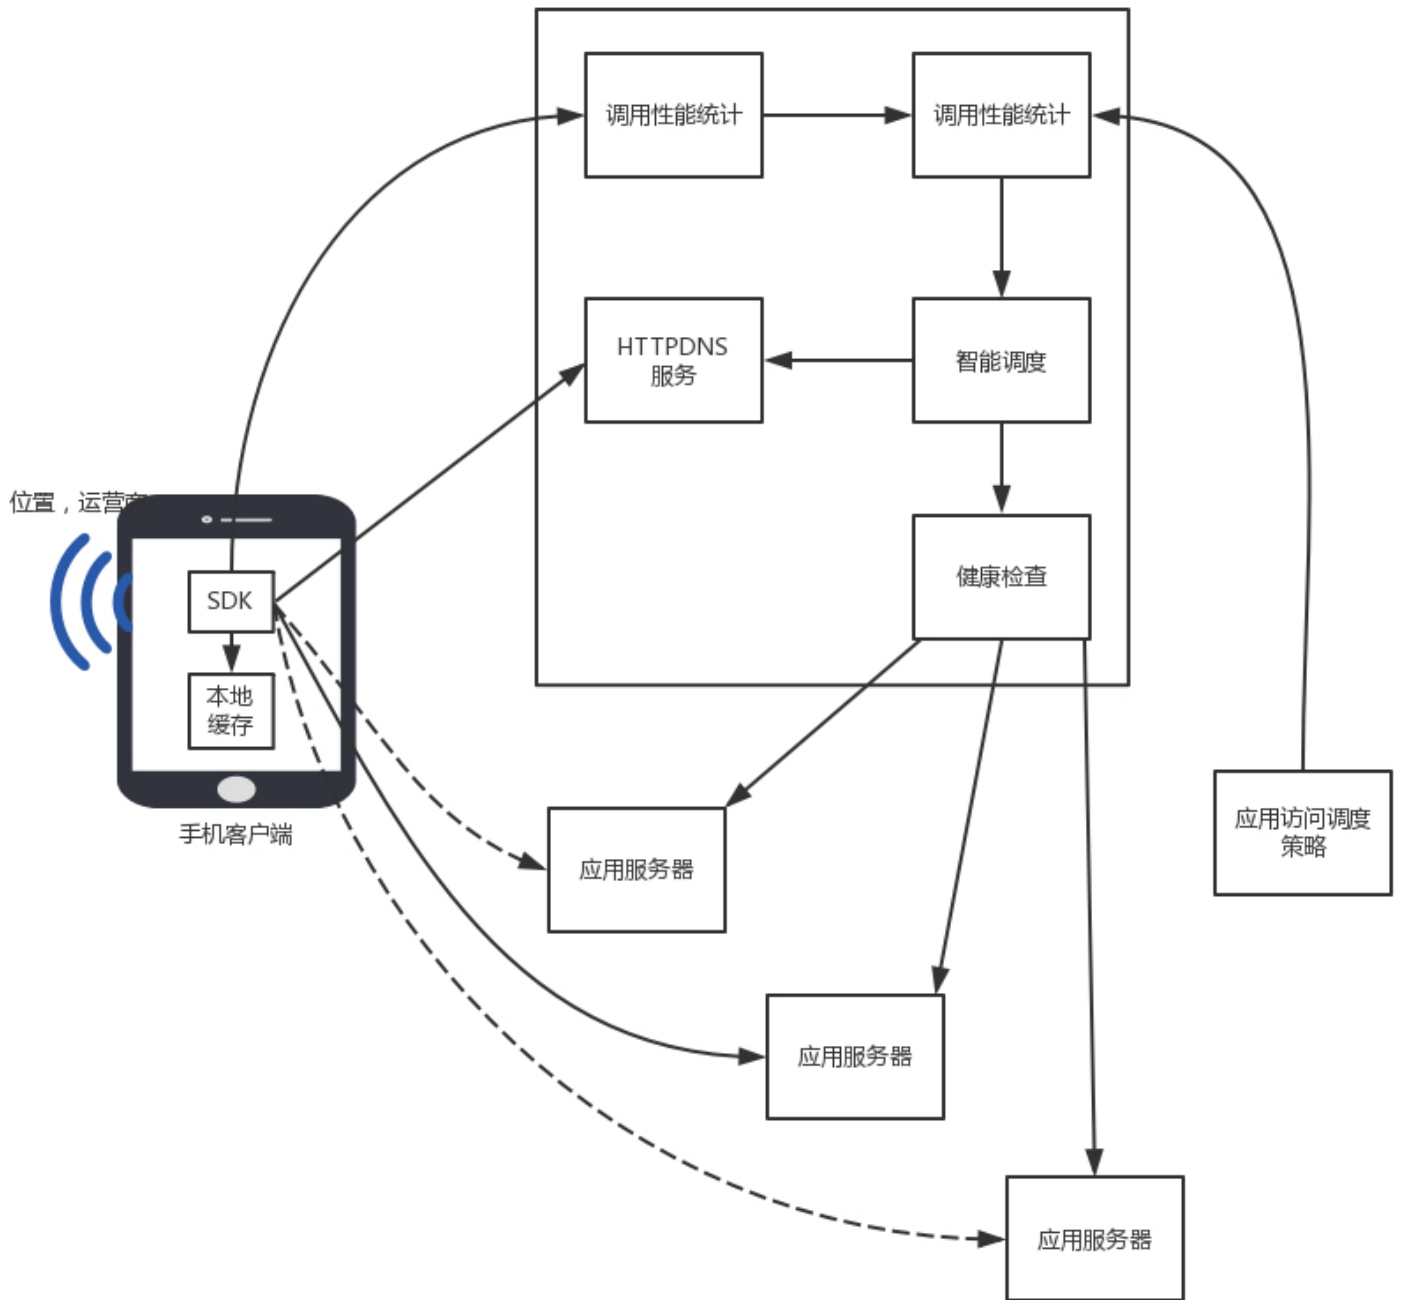 调用性能统计
调用性能统计
HTTPDNS
服务
智能调度
位置，运营商
SDK
健康检查
本地
缓存
手机客户端
应用访问调度
策略
应用服务器
应用服务器
应用服务器